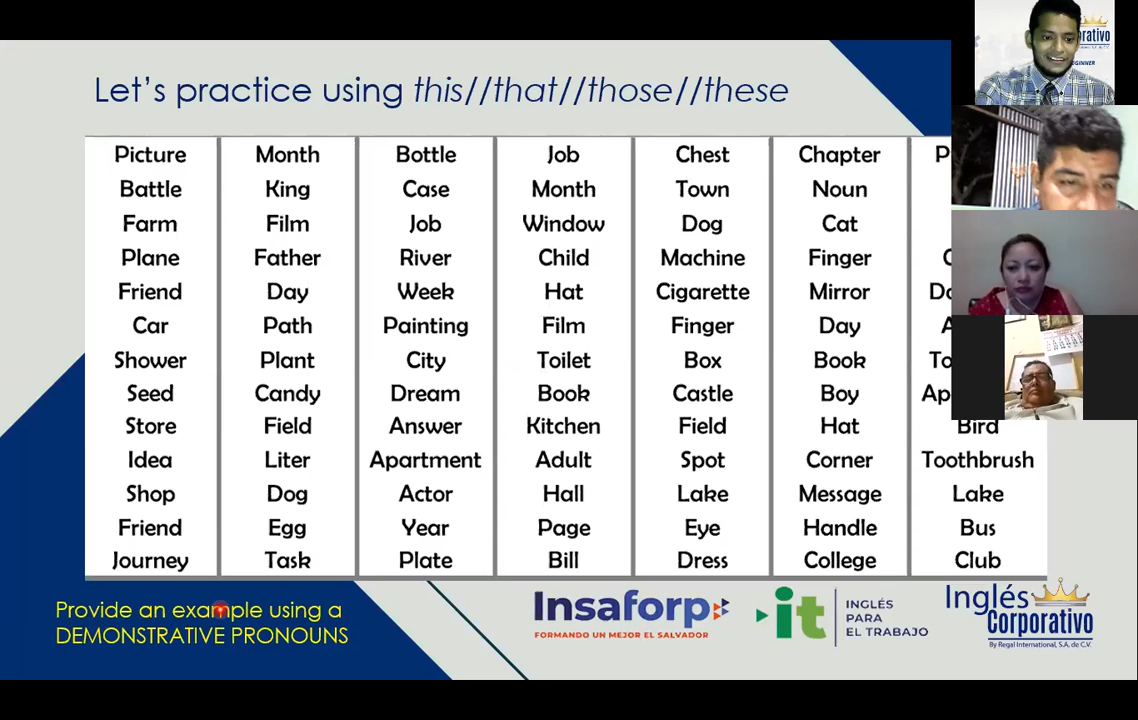 Let's practice using this//that//those//these
Picture Month Bottle Job Chest Chapter
Battle King Case Month Town Noun
Farm Film Job Window Dog Cat
Plane Father River Child Machine Finger
Friend Day Week Hat Cigarette Mirror
Car Path Painting Film Finger Day
Shower Plant City Toilet Box Book
Seed Candy Dream Book Castle Boy
Store Field Answer Kitchen Field Hat Bird
Idea Liter Apartment Adult Spot Corner Toothbrush
Shop Dog Actor Hall Lake Message Lake
Friend Egg Year Page Eye Handle Bus
Journey Task Plate Bill Dress College Club
Provide an example using a
DEMONSTRATIVE PRONOUNS
Insaforp
FORMANDO UN MEJOR EL SALVADOR
it
INGLÉS
PARA
EL TRABAJO
Inglés
Corporativo
By Regal International, S.A. de C.V.